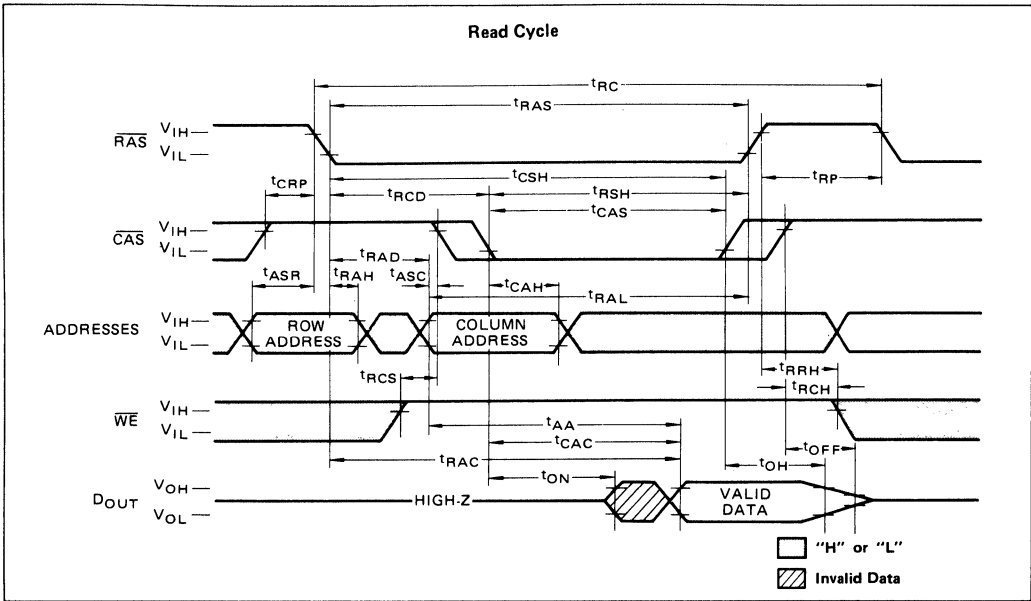 Read Cycle
tRC
tRAS
RAS
VIH
VIL
tCSH
tRP
tCRP
tRCD
tRSH
tCAS
CAS
VIH
VIL
tRAD
tASR
tRAH
tASC
tCAH
tRAL
ADDRESSES
VIH
VIL
ROW
ADDRESS
COLUMN
ADDRESS
tRCS
tRRH
tRCH
WE
VIH
VIL
tAA
tCAC
tOFF
tRAC
tOH
tON
DOUT
VOH
VOL
HIGH-Z
VALID
DATA
"H" or "L"
Invalid Data